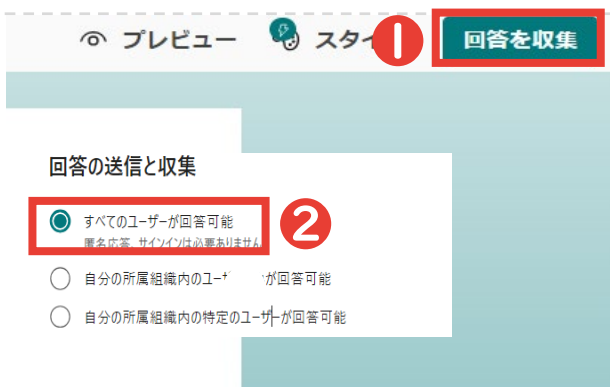 プレビュー スタイ 1 回答を収集
回答の送信と収集
すべてのユーザーが回答可能 2
匿名応答、サインインは必要ありません
自分の所属組織内のユー が回答可能
自分の所属組織内の特定のユーザーが回答可能